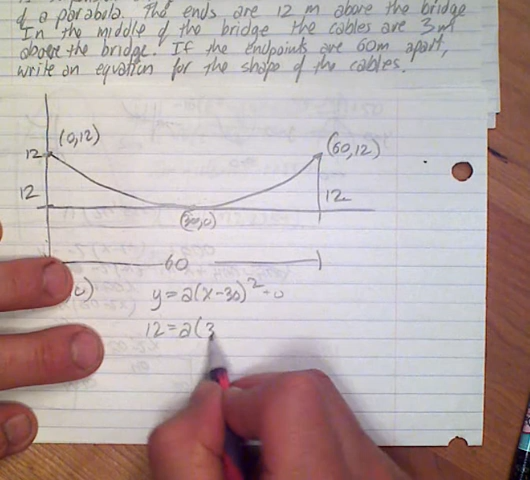 of a parabola. The ends are 12 m above the bridge
In the middle of the bridge the cables are 3m
above the bridge. If the endpoints are 60m apart,
write an equation for the shape of the cables.
(0,12)
(60,12)
12
12
12
(30,0)
60
0)
y=a(x-30)²+0
12=a(3